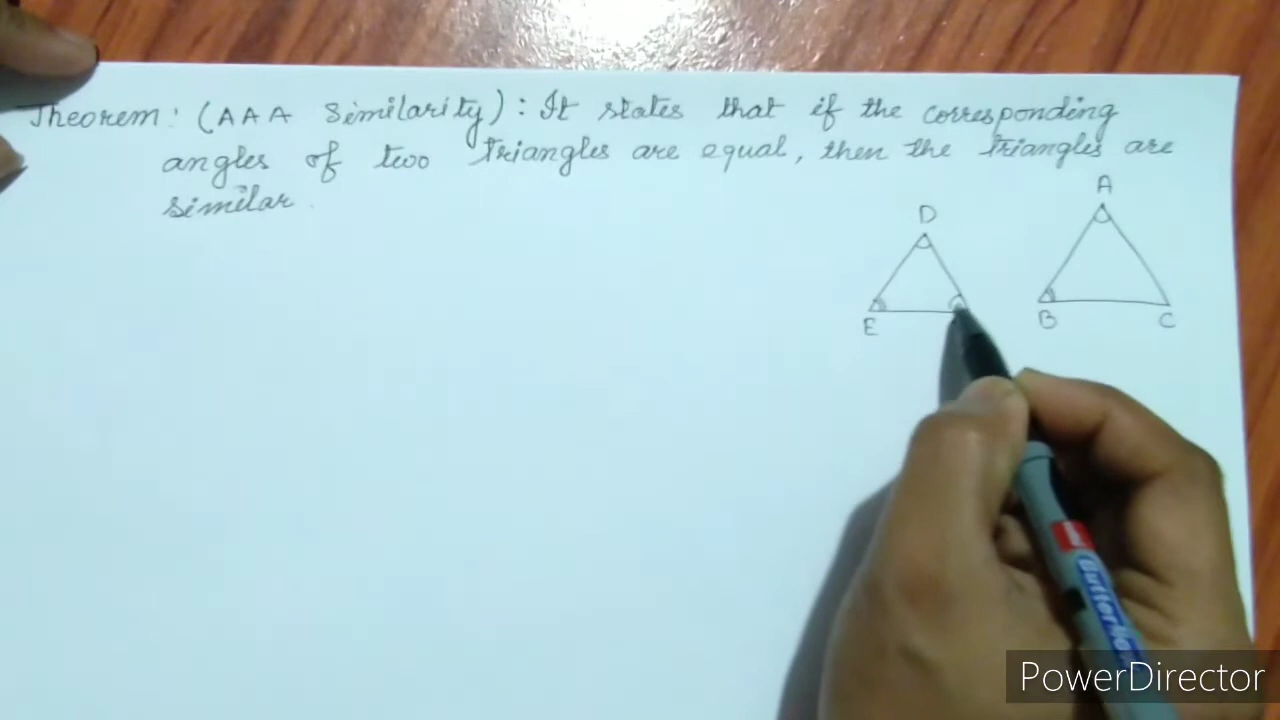 Theorem: (AAA Similarity): It states that if the corresponding
angles of two triangles are equal, then the triangles are
similar.
A
D
E
B
C
PowerDirector